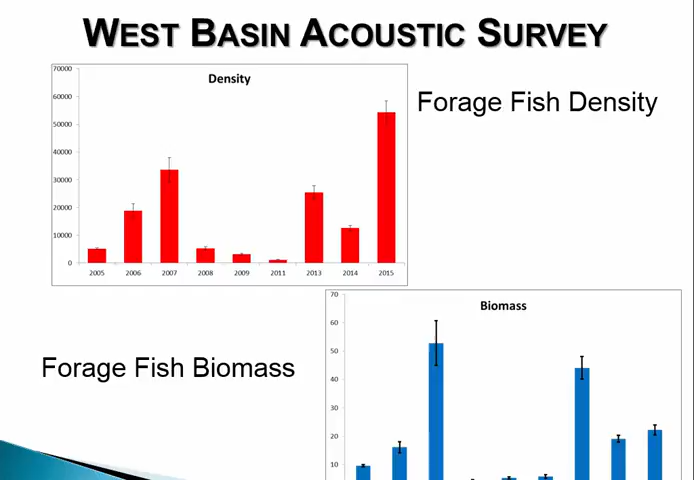 WEST BASIN ACOUSTIC SURVEY
Density
Forage Fish Density
70000
60000
50000
40000
30000
20000
10000
0
2005 2006 2007 2008 2009 2011 2013 2014 2015
Biomass
Forage Fish Biomass
70
60
50
40
30
20
10